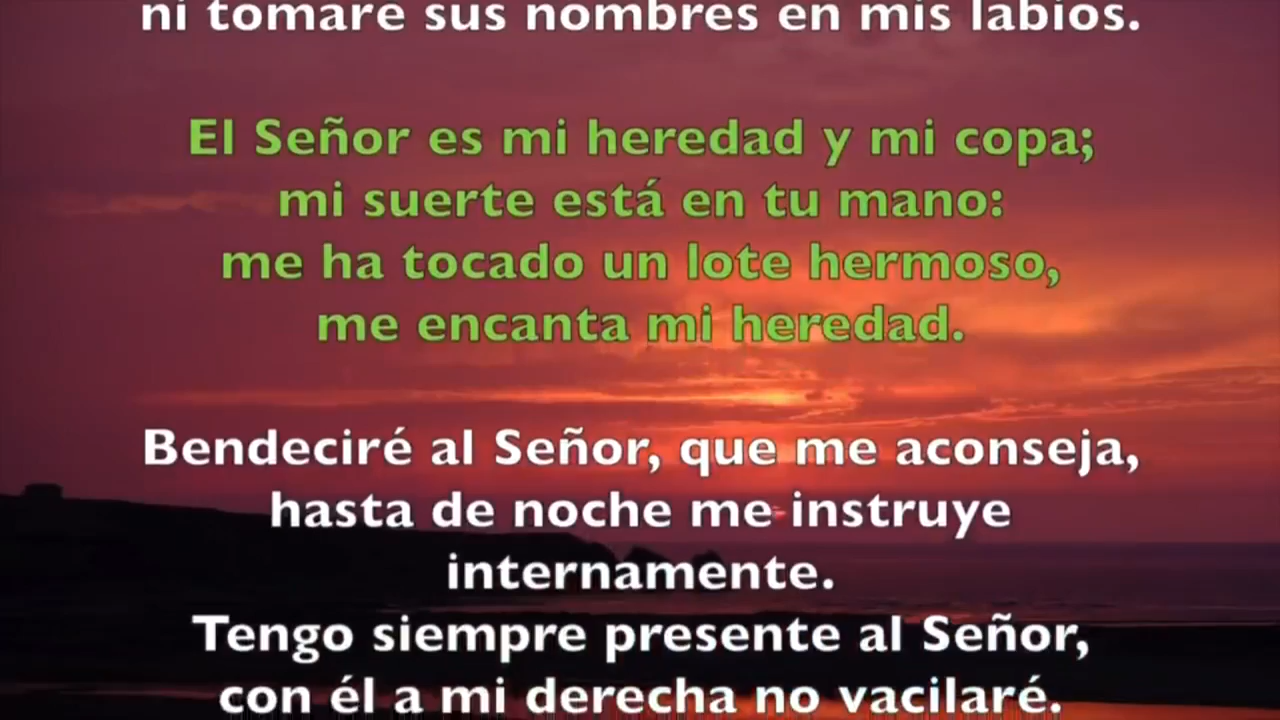 ni tomaré sus nombres en mis labios.
El Señor es mi heredad y mi copa;
mi suerte está en tu mano:
me ha tocado un lote hermoso,
me encanta mi heredad.
Bendeciré al Señor, que me aconseja,
hasta de noche me instruye
internamente.
Tengo siempre presente al Señor,
con él a mi derecha no vacilaré.